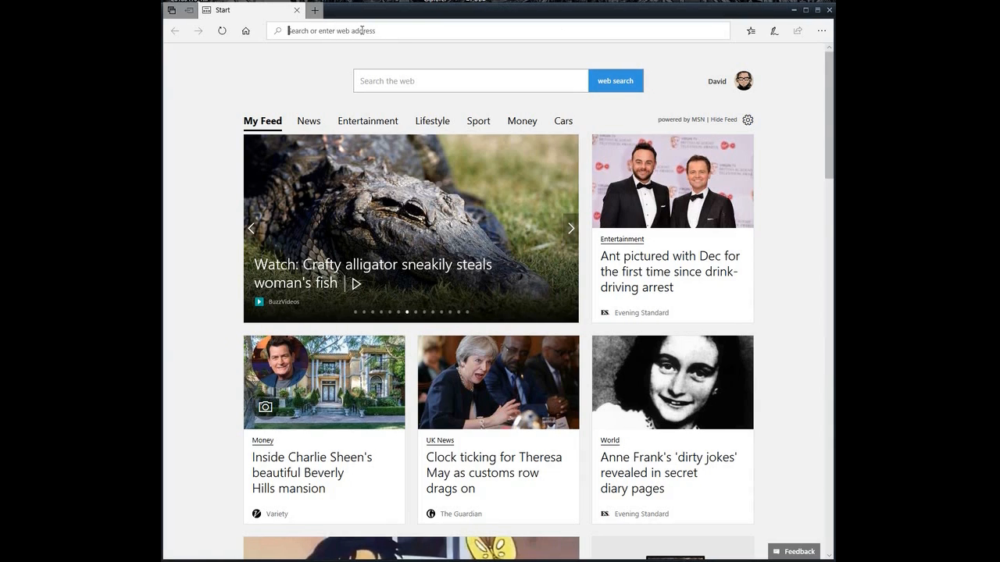 Start
Search or enter web address
Search the web
web search
David
My Feed
News
Entertainment
Lifestyle
Sport
Money
Cars
powered by MSN | Hide Feed
Watch: Crafty alligator sneakily steals
woman's fish
BuzzVideos
Entertainment
Ant pictured with Dec for
the first time since drink-
driving arrest
ES.
Evening Standard
Money
Inside Charlie Sheen's
beautiful Beverly
Hills mansion
Variety
UK News
Clock ticking for Theresa
May as customs row
drags on
The Guardian
World
Anne Frank's 'dirty jokes'
revealed in secret
diary pages
ES.
Evening Standard
Feedback